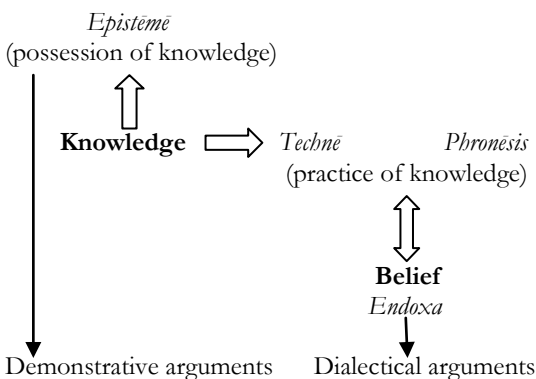 Epistēmē
(possession of knowledge)
Knowledge
Technē Phronēsis
(practice of knowledge)
Belief
Endoxa
Demonstrative arguments
Dialectical arguments